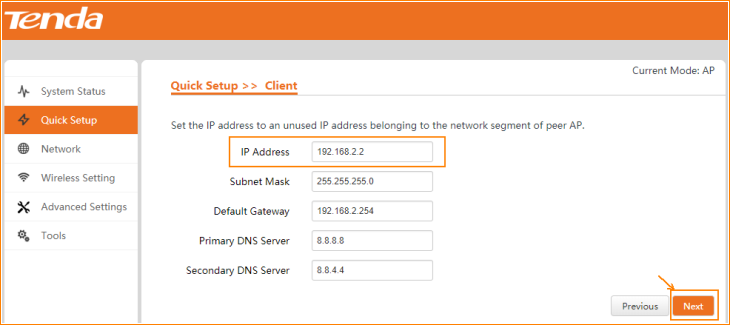 Tenda
Current Mode: AP
System Status
Quick Setup
Network
Wireless Setting
Advanced Settings
Tools
Quick Setup >> Client
Set the IP address to an unused IP address belonging to the network segment of peer AP.
IP Address 192.168.2.2
Subnet Mask 255.255.255.0
Default Gateway 192.168.2.254
Primary DNS Server 8.8.8.8
Secondary DNS Server 8.8.4.4
Previous Next